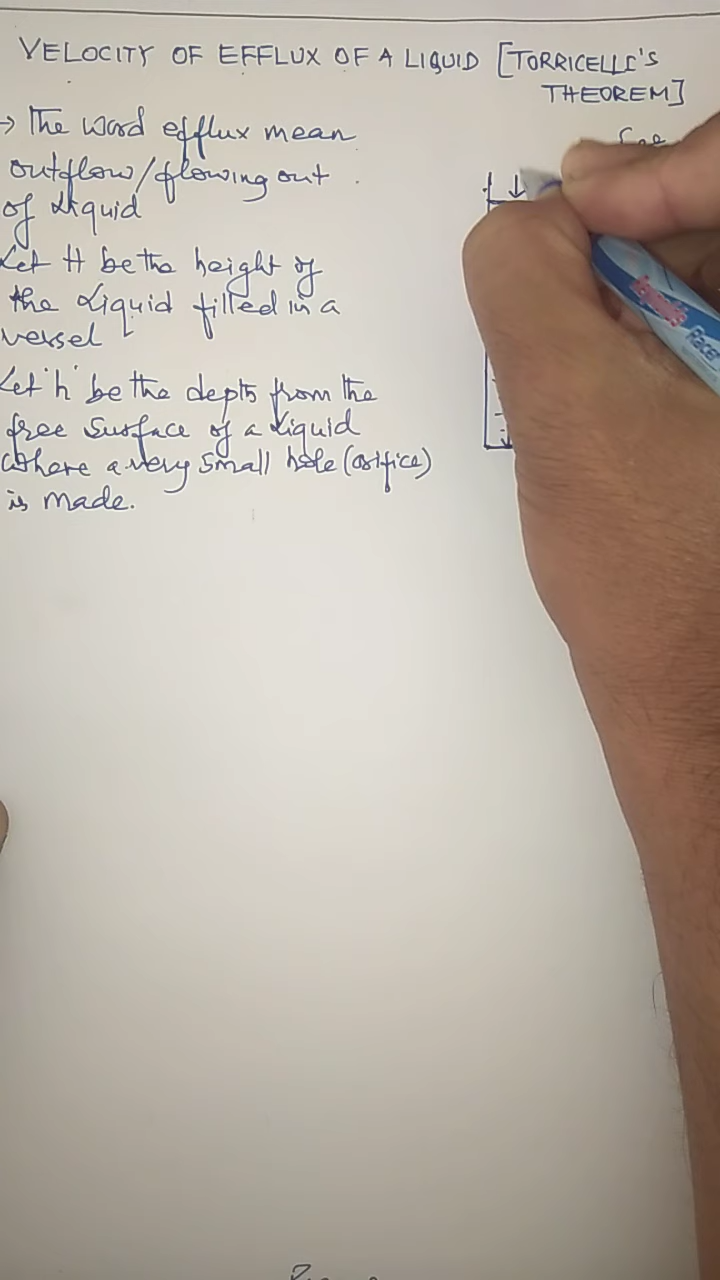 VELOCITY OF EFFLUX OF A LIQUID [TORRICELLI'S
THEOREM]
→ The word efflux mean
outflow/flowing out
of liquid
Let H be the height of
the Liquid filled in a
vessel
Let 'h' be the depth from the
free Surface of a Liquid
Where a very Small hole (orifice)
is made.
Racer